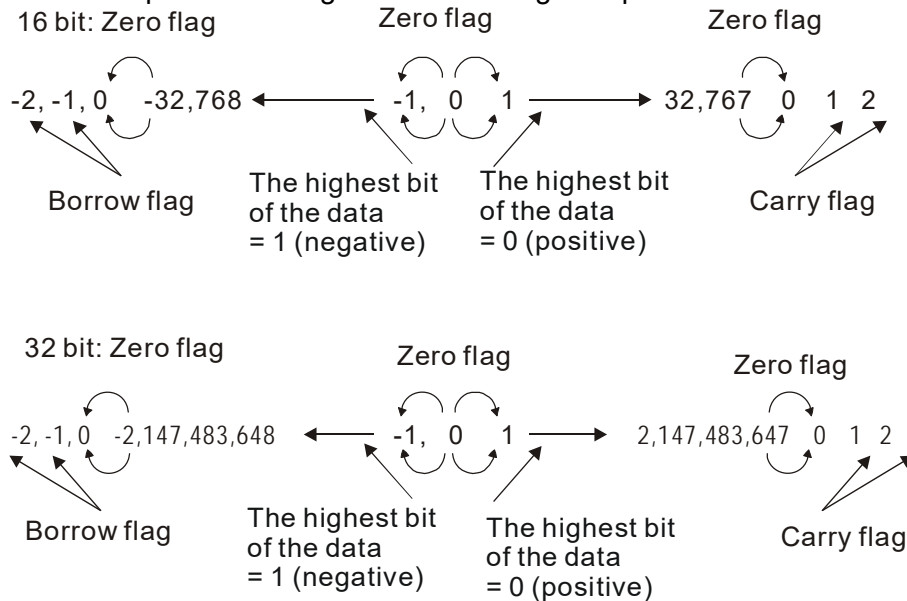 16 bit: Zero flag
Zero flag
Zero flag
-2, -1, 0 -32,768
-1, 0 1
32,767 0 1 2
Borrow flag
The highest bit
of the data
= 1 (negative)
The highest bit
of the data
= 0 (positive)
Carry flag
32 bit: Zero flag
Zero flag
Zero flag
-2, -1, 0 -2,147,483,648
-1, 0 1
2,147,483,647 0 1 2
Borrow flag
The highest bit
of the data
= 1 (negative)
The highest bit
of the data
= 0 (positive)
Carry flag